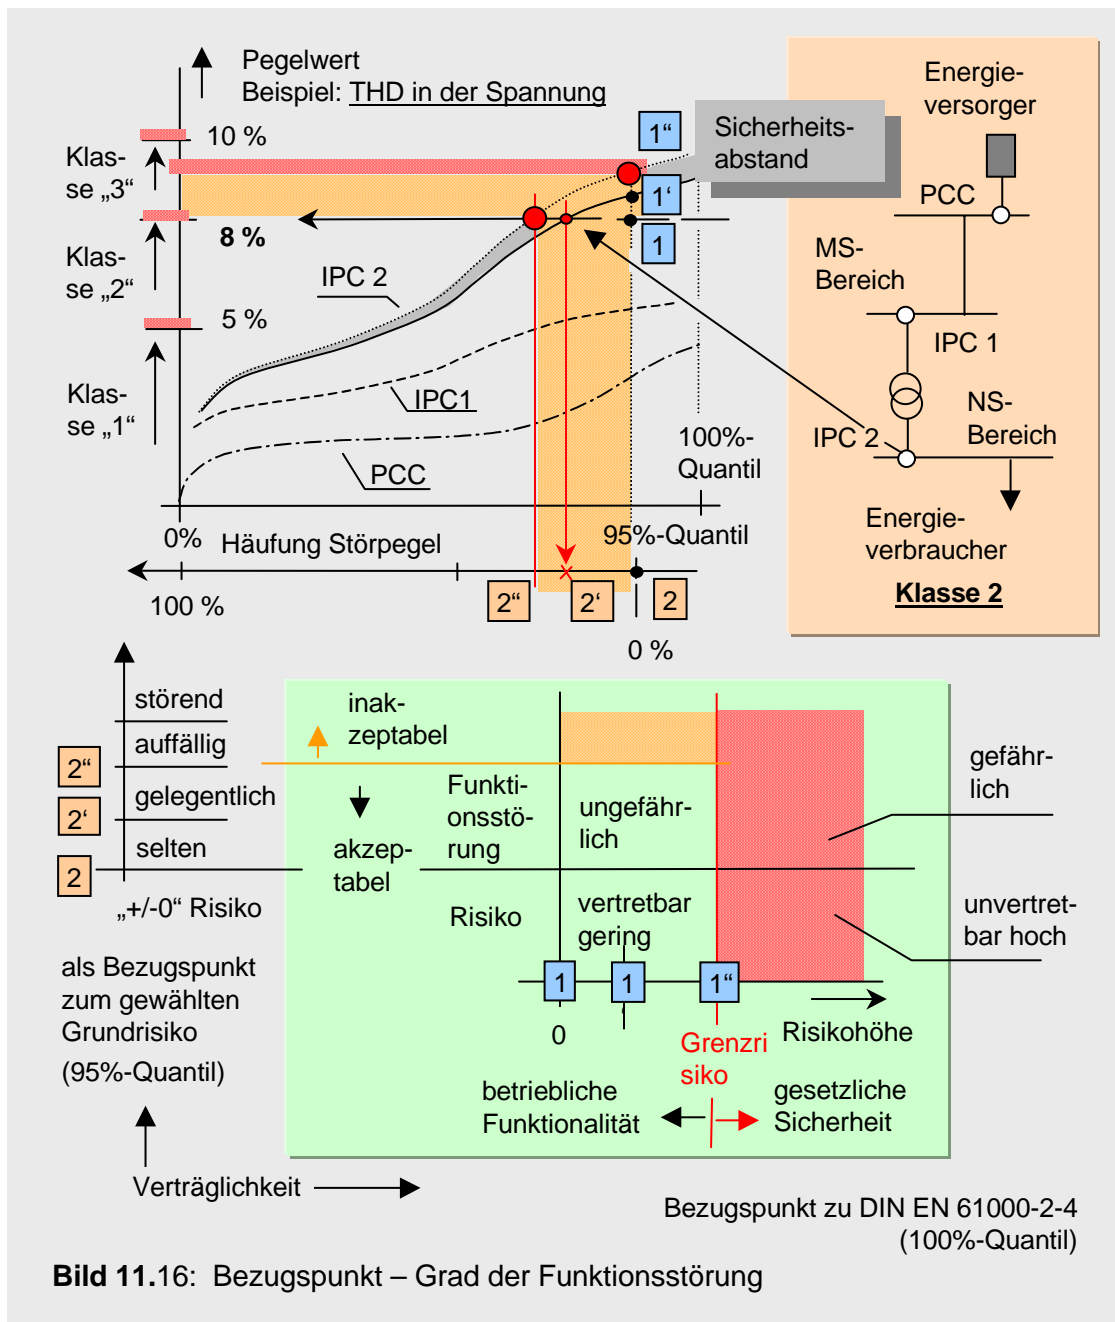 Pegelwert
Beispiel: THD in der Spannung
10 %
Klas-
se „3“
8 %
Klas-
se „2“
5 %
Klas-
se „1“
IPC 2
IPC1
PCC
1“
1‘
1
Sicherheits-
abstand
100%-
Quantil
95%-Quantil
0%
Häufung Störpegel
100 %
2“
2‘
2
0 %
Energie-
versorger
PCC
MS-
Bereich
IPC 1
NS-
Bereich
IPC 2
Energie-
verbraucher
Klasse 2
störend
auffällig
2“
gelegentlich
2‘
selten
2
„+/-0“ Risiko
als Bezugspunkt
zum gewählten
Grundrisiko
(95%-Quantil)
Verträglichkeit
inak-
zeptabel
akzep-
tabel
Funkti-
onsstö-
rung
ungefähr-
lich
Risiko
vertretbar
gering
1
1
1“
0
Grenzri
siko
Risikohöhe
betriebliche
Funktionalität
gesetzliche
Sicherheit
gefähr-
lich
unvertret-
bar hoch
Bezugspunkt zu DIN EN 61000-2-4
(100%-Quantil)
Bild 11.16: Bezugspunkt – Grad der Funktionsstörung